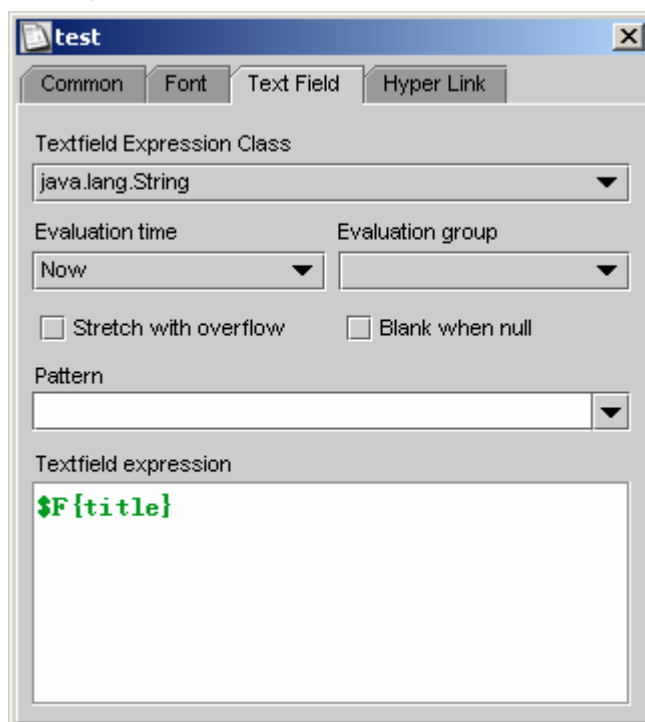 test
Common Font Text Field Hyper Link
Textfield Expression Class
java.lang.String
Evaluation time Evaluation group
Now
Stretch with overflow Blank when null
Pattern
Textfield expression
$F{title}